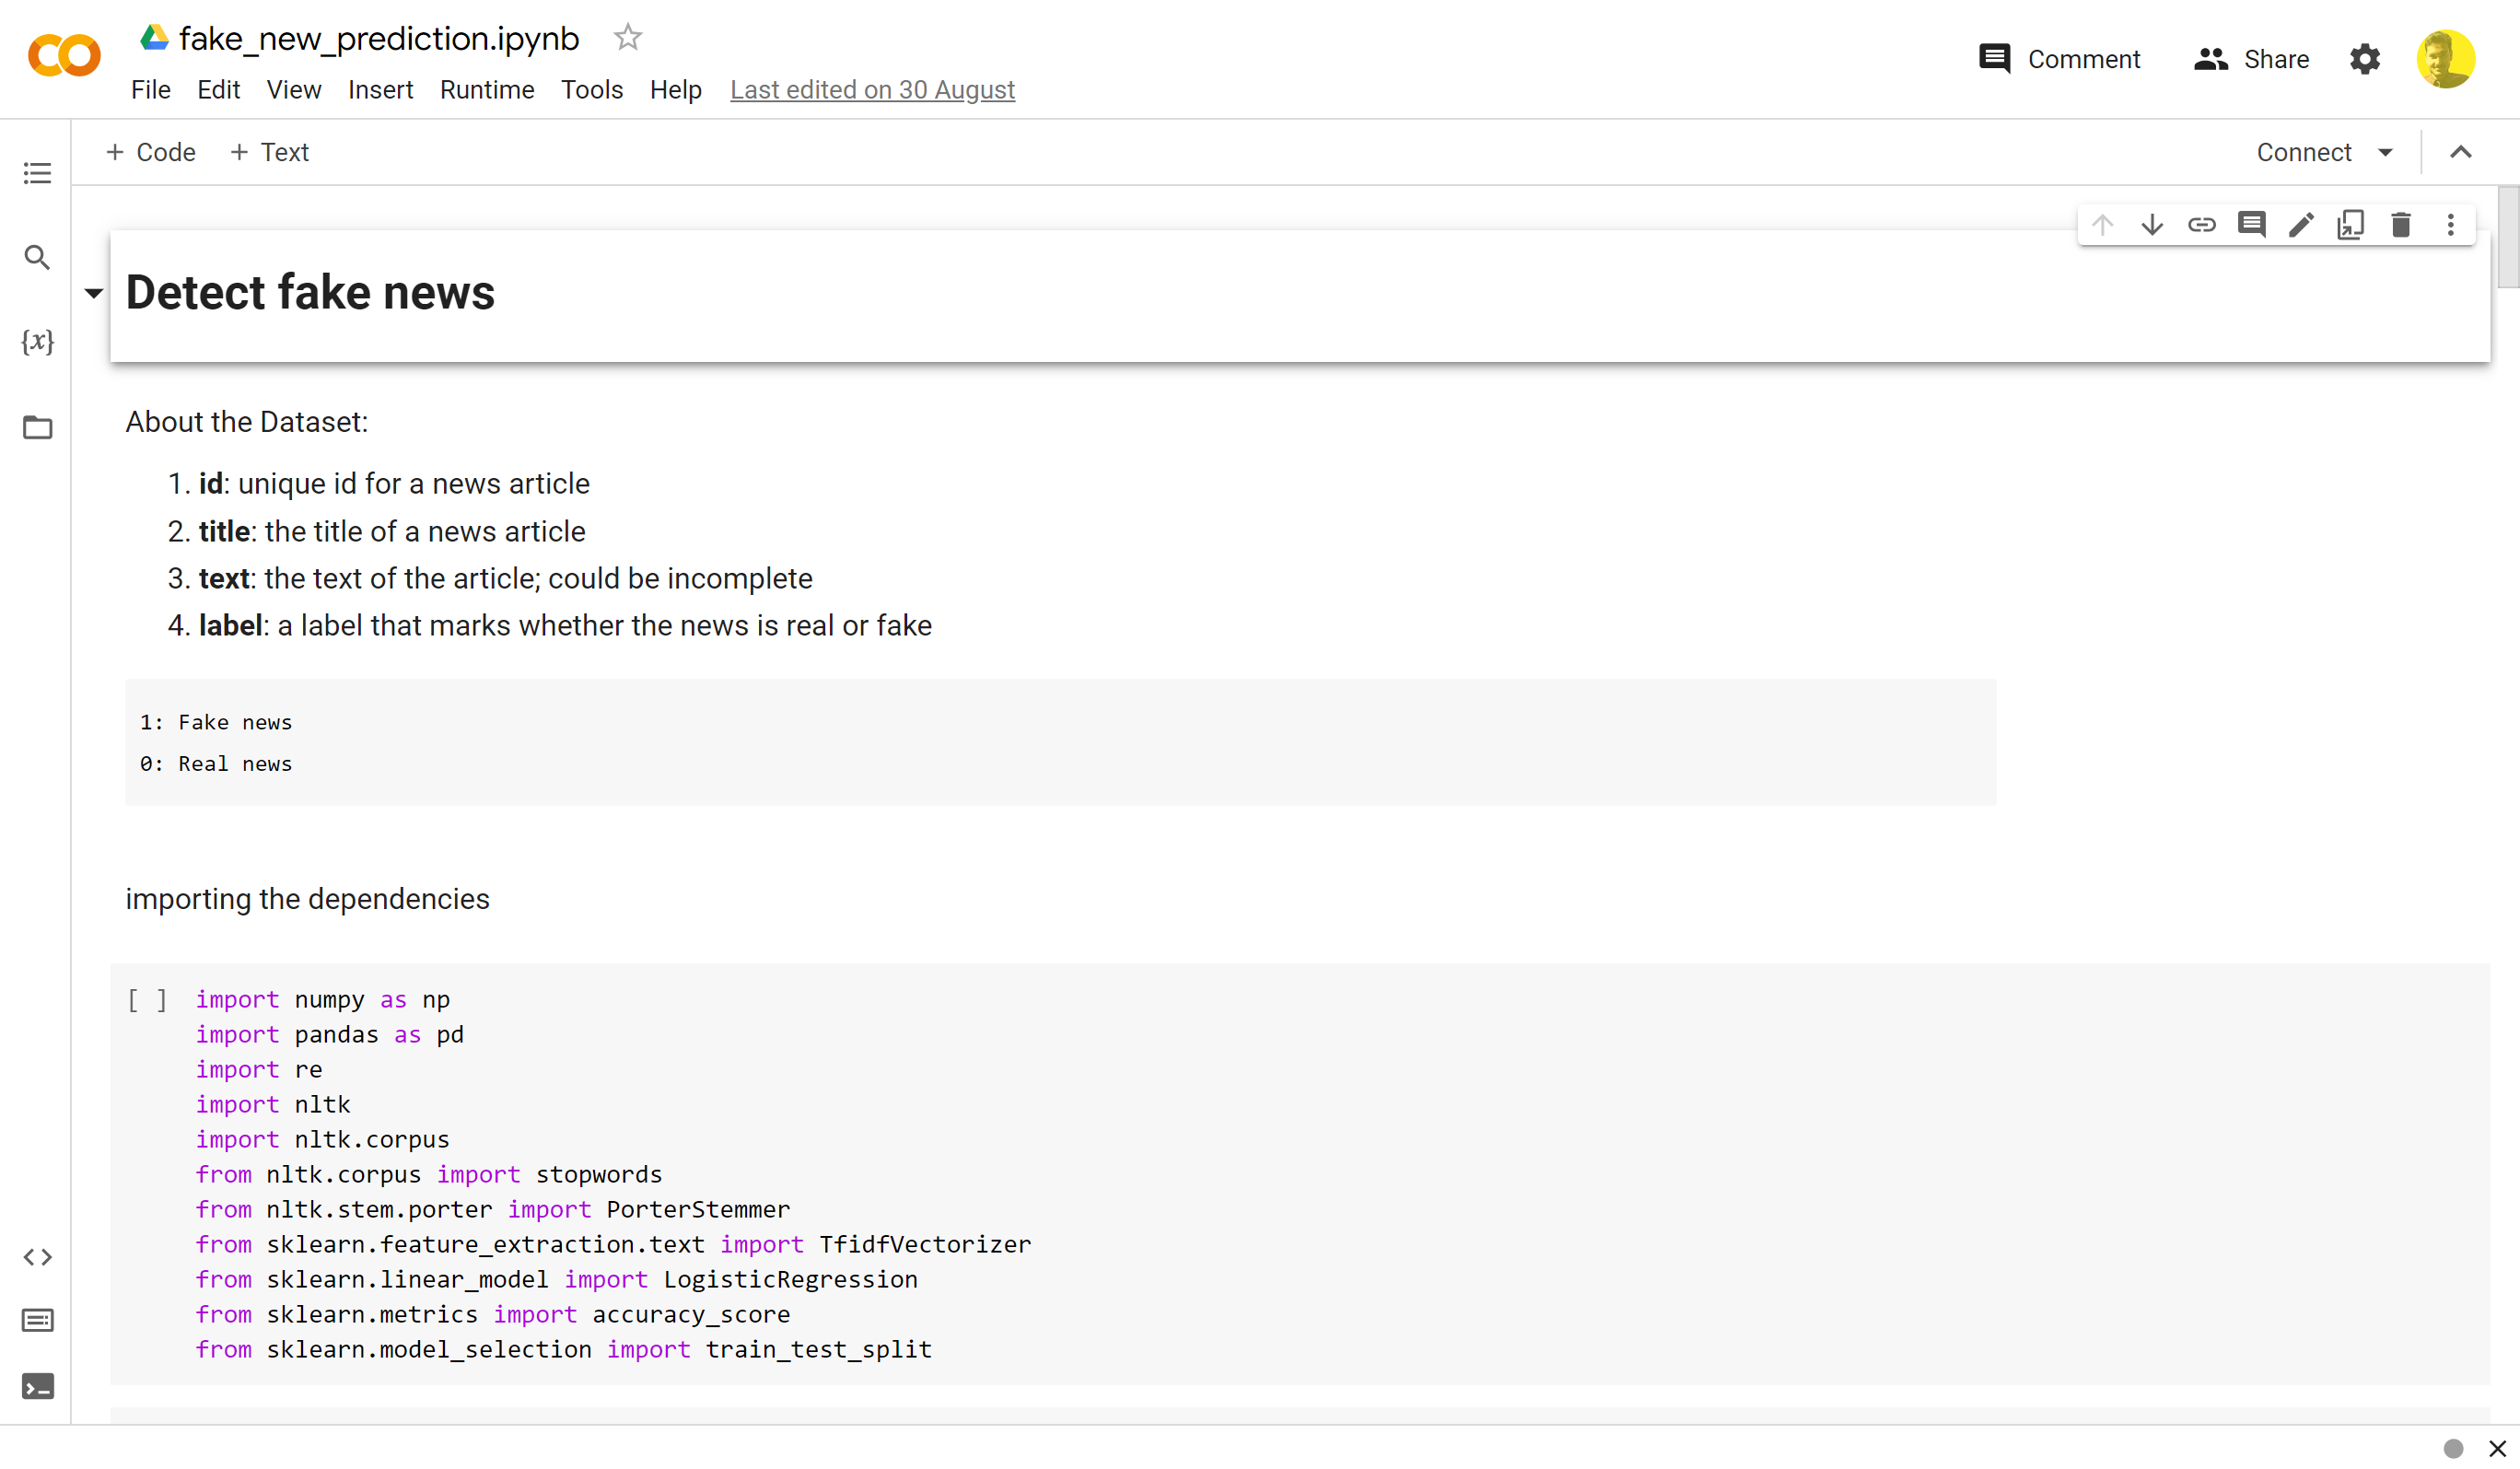 fake_new_prediction.ipynb
File Edit View Insert Runtime Tools Help Last edited on 30 August
Comment Share
+ Code + Text
Connect
{x}
Detect fake news
About the Dataset:
1. id: unique id for a news article
2. title: the title of a news article
3. text: the text of the article; could be incomplete
4. label: a label that marks whether the news is real or fake
1: Fake news
0: Real news
importing the dependencies
[ ] import numpy as np
import pandas as pd
import re
import nltk
import nltk.corpus
from nltk.corpus import stopwords
from nltk.stem.porter import PorterStemmer
from sklearn.feature_extraction.text import TfidfVectorizer
from sklearn.linear_model import LogisticRegression
from sklearn.metrics import accuracy_score
from sklearn.model_selection import train_test_split